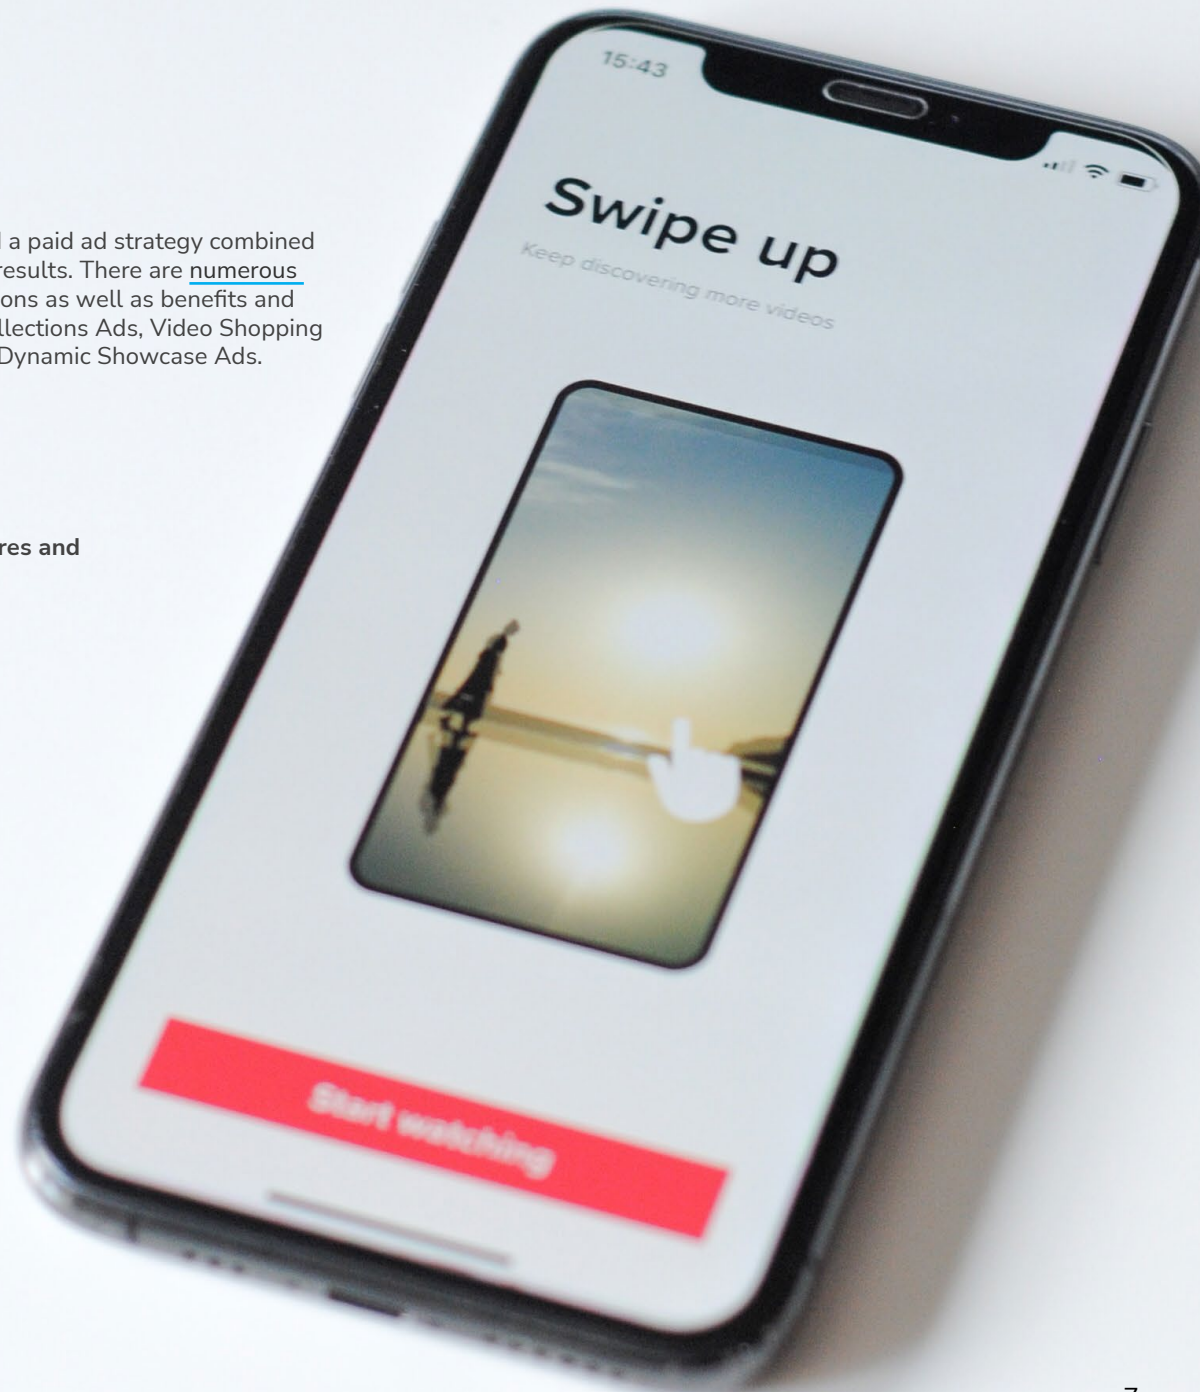 a paid ad strategy combined
results. There are numerous
ons as well as benefits and
llections Ads, Video Shopping
Dynamic Showcase Ads.
res and
15:43
Swipe up
Keep discovering more videos
Start watching